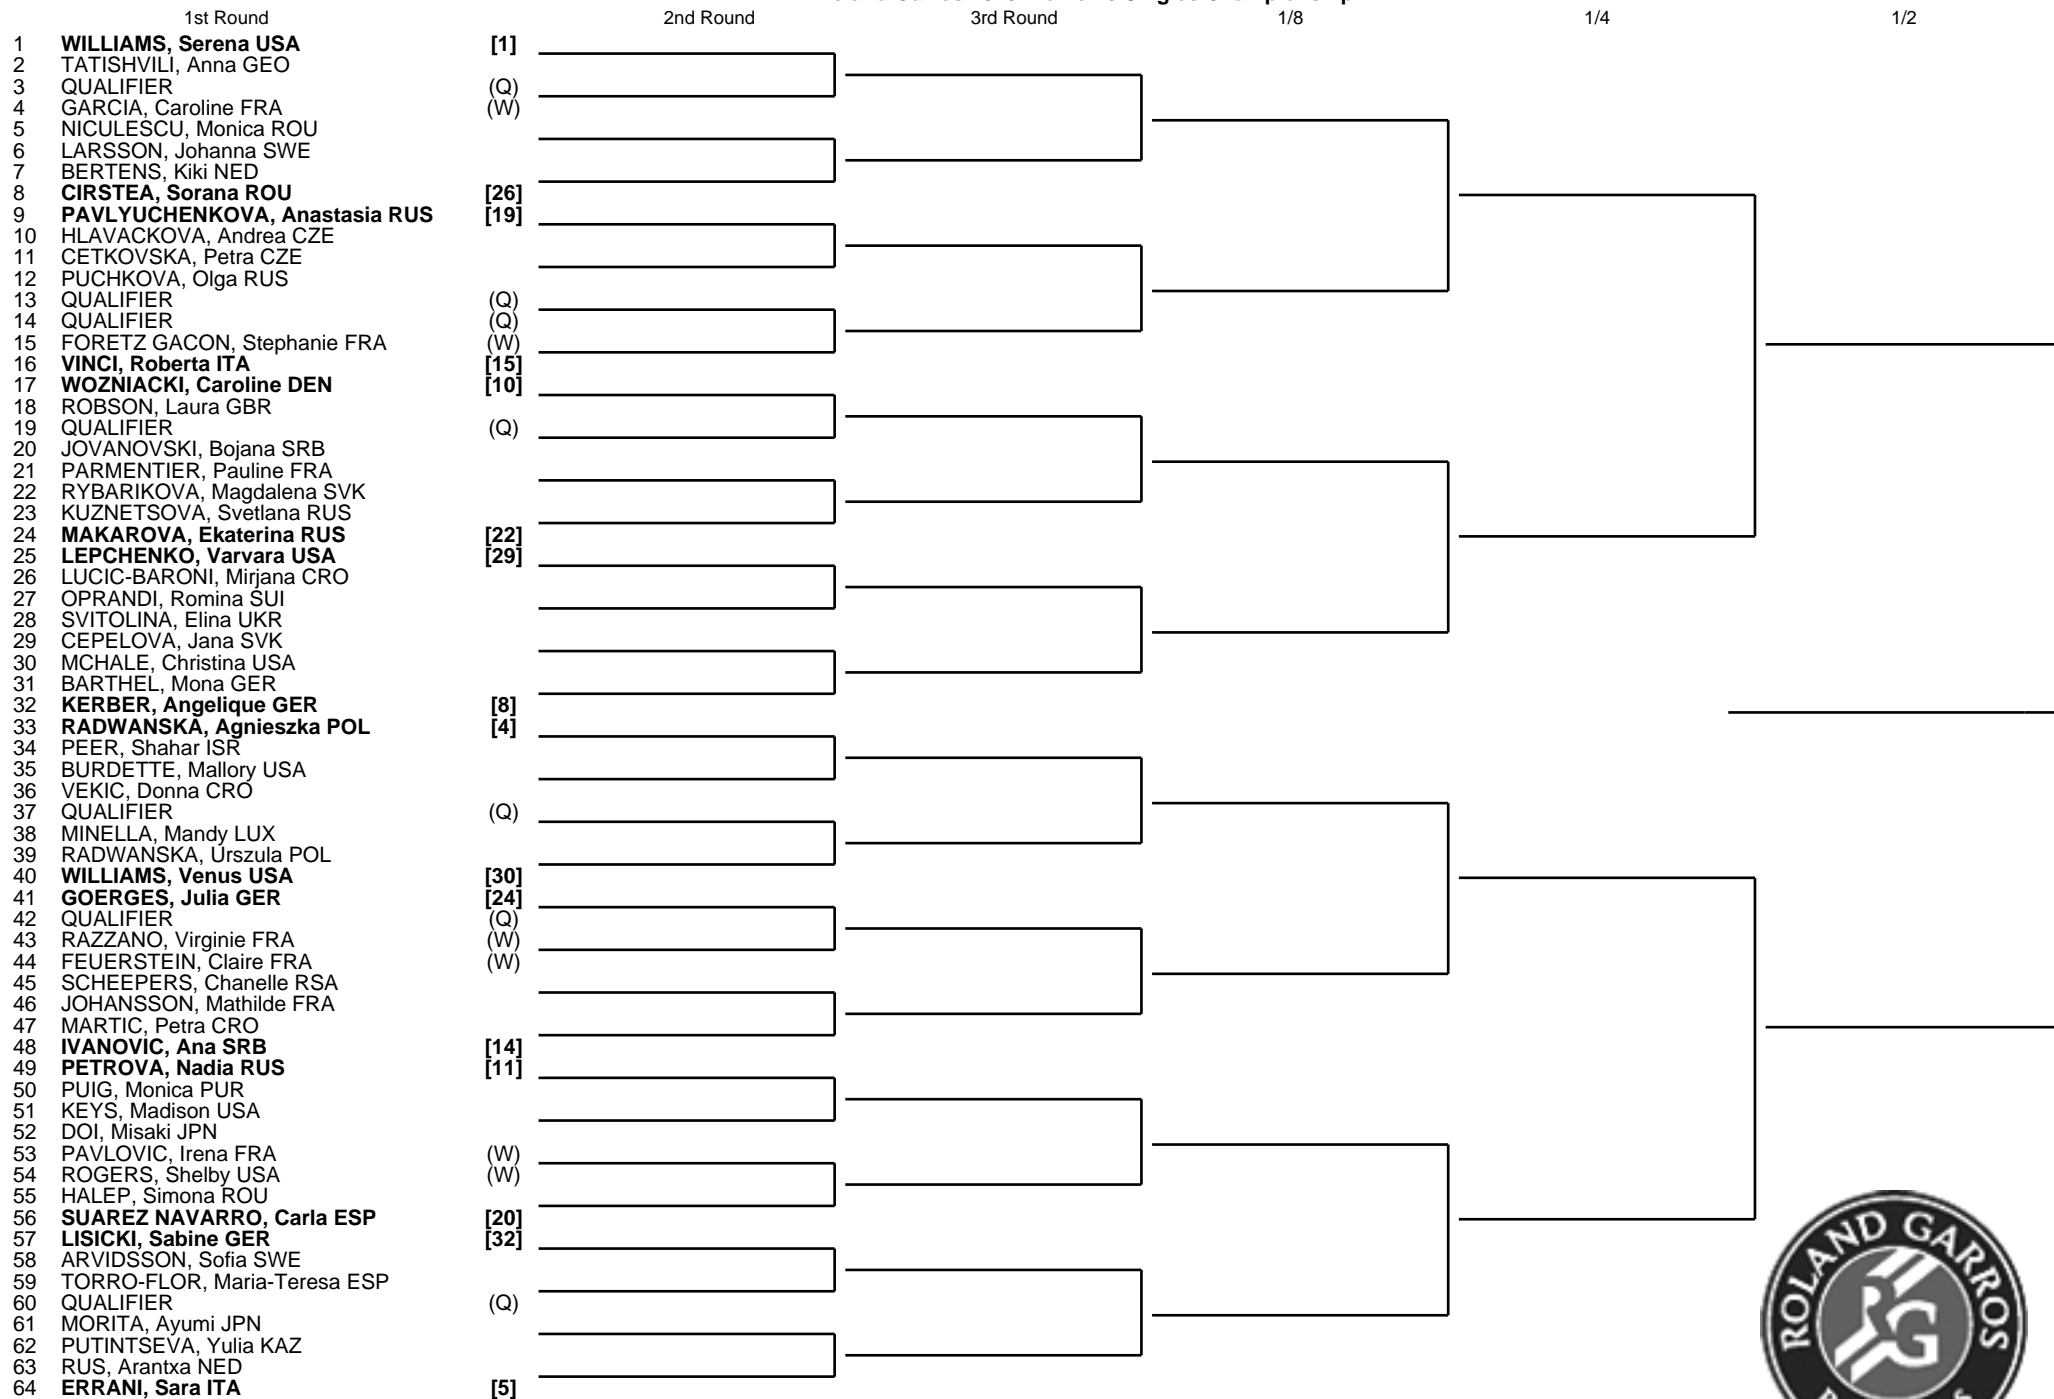 1st Round 2nd Round 3rd Round 1/8 1/4 1/2
1 WILLIAMS, Serena USA [1]
2 TATISHVILI, Anna GEO
3 QUALIFIER (Q)
4 GARCIA, Caroline FRA (W)
5 NICULESCU, Monica ROU
6 LARSSON, Johanna SWE
7 BERTENS, Kiki NED
8 CIRSTEA, Sorana ROU [26]
9 PAVLYUCHENKOVA, Anastasia RUS [19]
10 HLAVACKOVA, Andrea CZE
11 CETKOVSKA, Petra CZE
12 PUCHKOVA, Olga RUS
13 QUALIFIER (Q)
14 QUALIFIER (Q)
15 FORETZ GACON, Stephanie FRA (W)
16 VINCI, Roberta ITA [15]
17 WOZNIACKI, Caroline DEN [10]
18 ROBSON, Laura GBR
19 QUALIFIER (Q)
20 JOVANOVSKI, Bojana SRB
21 PARMENTIER, Pauline FRA
22 RYBARIKOVA, Magdalena SVK
23 KUZNETSOVA, Svetlana RUS
24 MAKAROVA, Ekaterina RUS [22]
25 LEPCHENKO, Varvara USA [29]
26 LUCIC-BARONI, Mirjana CRO
27 OPRANDI, Romina SUI
28 SVITOLINA, Elina UKR
29 CEPELOVA, Jana SVK
30 MCHALE, Christina USA
31 BARTHEL, Mona GER
32 KERBER, Angelique GER [8]
33 RADWANSKA, Agnieszka POL [4]
34 PEER, Shahar ISR
35 BURDETTE, Mallory USA
36 VEKIC, Donna CRO
37 QUALIFIER (Q)
38 MINELLA, Mandy LUX
39 RADWANSKA, Urszula POL
40 WILLIAMS, Venus USA [30]
41 GOERGES, Julia GER [24]
42 QUALIFIER (Q)
43 RAZZANO, Virginie FRA (W)
44 FEUERSTEIN, Claire FRA (W)
45 SCHEEPERS, Chanelle RSA
46 JOHANSSON, Mathilde FRA
47 MARTIC, Petra CRO
48 IVANOVIC, Ana SRB [14]
49 PETROVA, Nadia RUS [11]
50 PUIG, Monica PUR
51 KEYS, Madison USA
52 DOI, Misaki JPN
53 PAVLOVIC, Irena FRA (W)
54 ROGERS, Shelby USA (W)
55 HALEP, Simona ROU
56 SUAREZ NAVARRO, Carla ESP [20]
57 LISICKI, Sabine GER [32]
58 ARVIDSSON, Sofia SWE
59 TORRO-FLOR, Maria-Teresa ESP
60 QUALIFIER (Q)
61 MORITA, Ayumi JPN
62 PUTINTSEVA, Yulia KAZ
63 RUS, Arantxa NED
64 ERRANI, Sara ITA [5]
ROLAND GARROS
RG